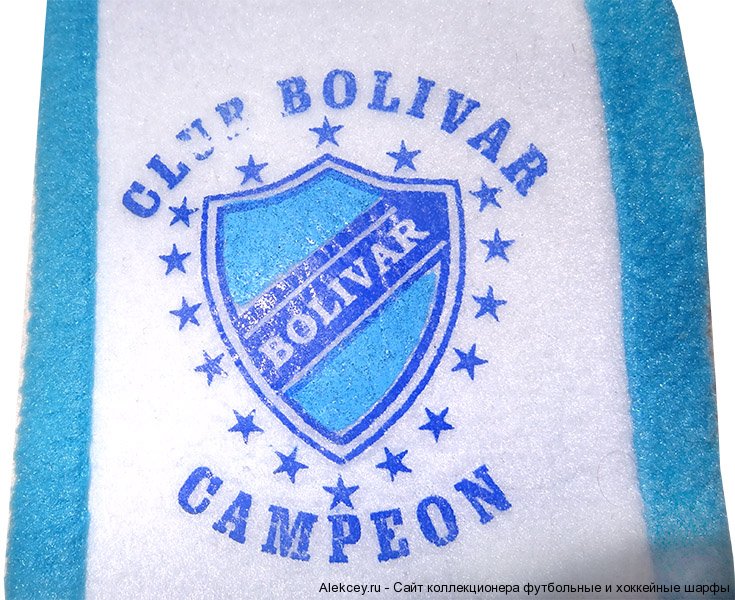 CLUB BOLIVAR
BOLIVAR
CAMPEON
Alekcey.ru - Сайт коллекционера футбольные и хоккейные шарфы